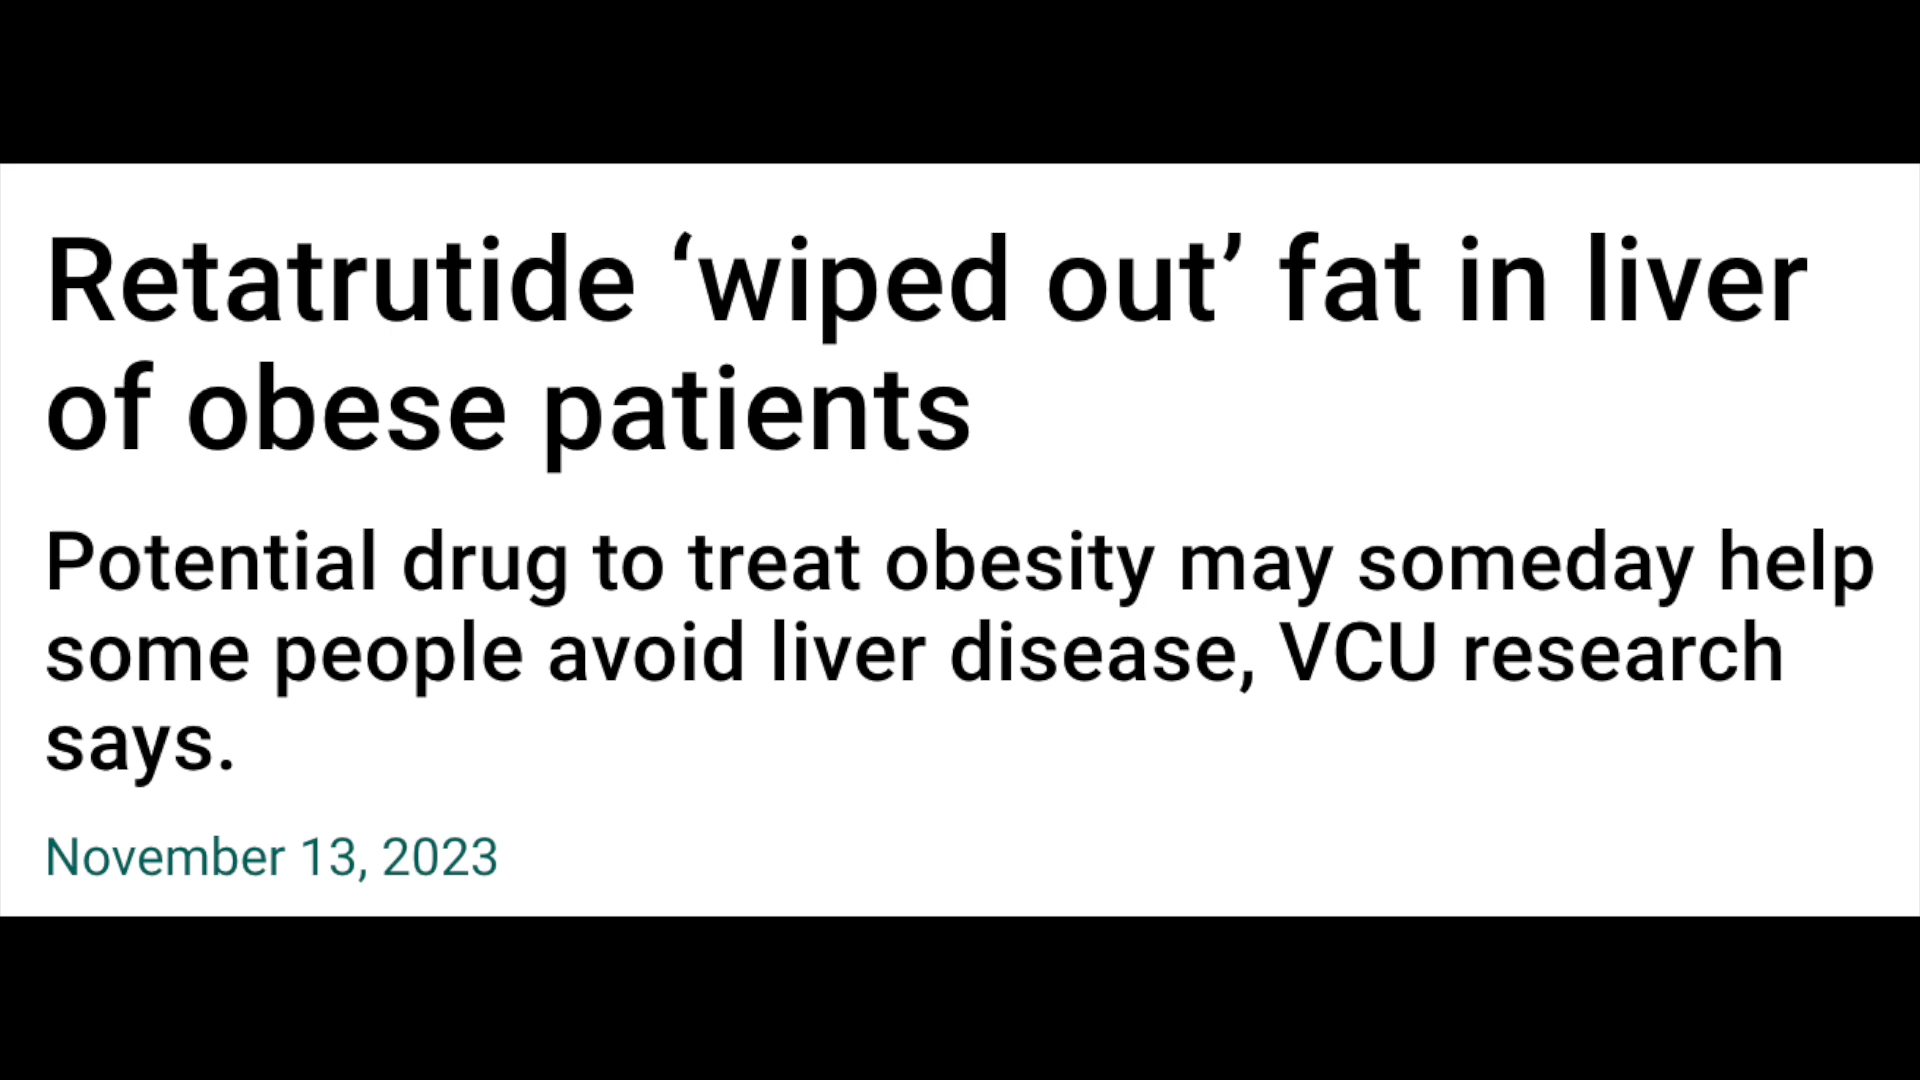 Retatrutide ‘wiped out’ fat in liver
of obese patients
Potential drug to treat obesity may someday help
some people avoid liver disease, VCU research
says.
November 13, 2023